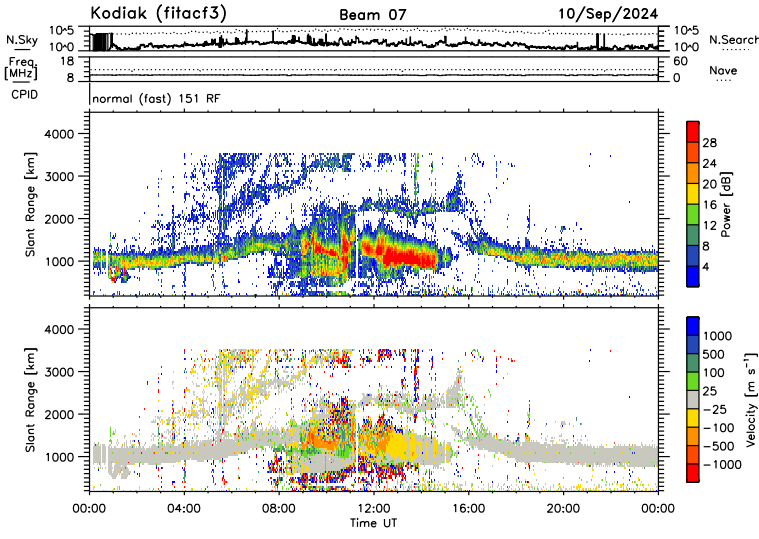 Kodiak (fitacf3) Beam 07 10/Sep/2024
N.Sky 10^5 10^0 10^5 10^0 N.Search
Freq. [MHz] 18 8 60 0 Nave
CPID normal (fast) 151 RF
Slant Range [km] 4000 3000 2000 1000
28 24 20 16 12 8 4 Power [dB]
Slant Range [km] 4000 3000 2000 1000
1000 500 100 25 −25 −100 −500 −1000 Velocity [m s⁻¹]
00:00 04:00 08:00 12:00 16:00 20:00 00:00
Time UT